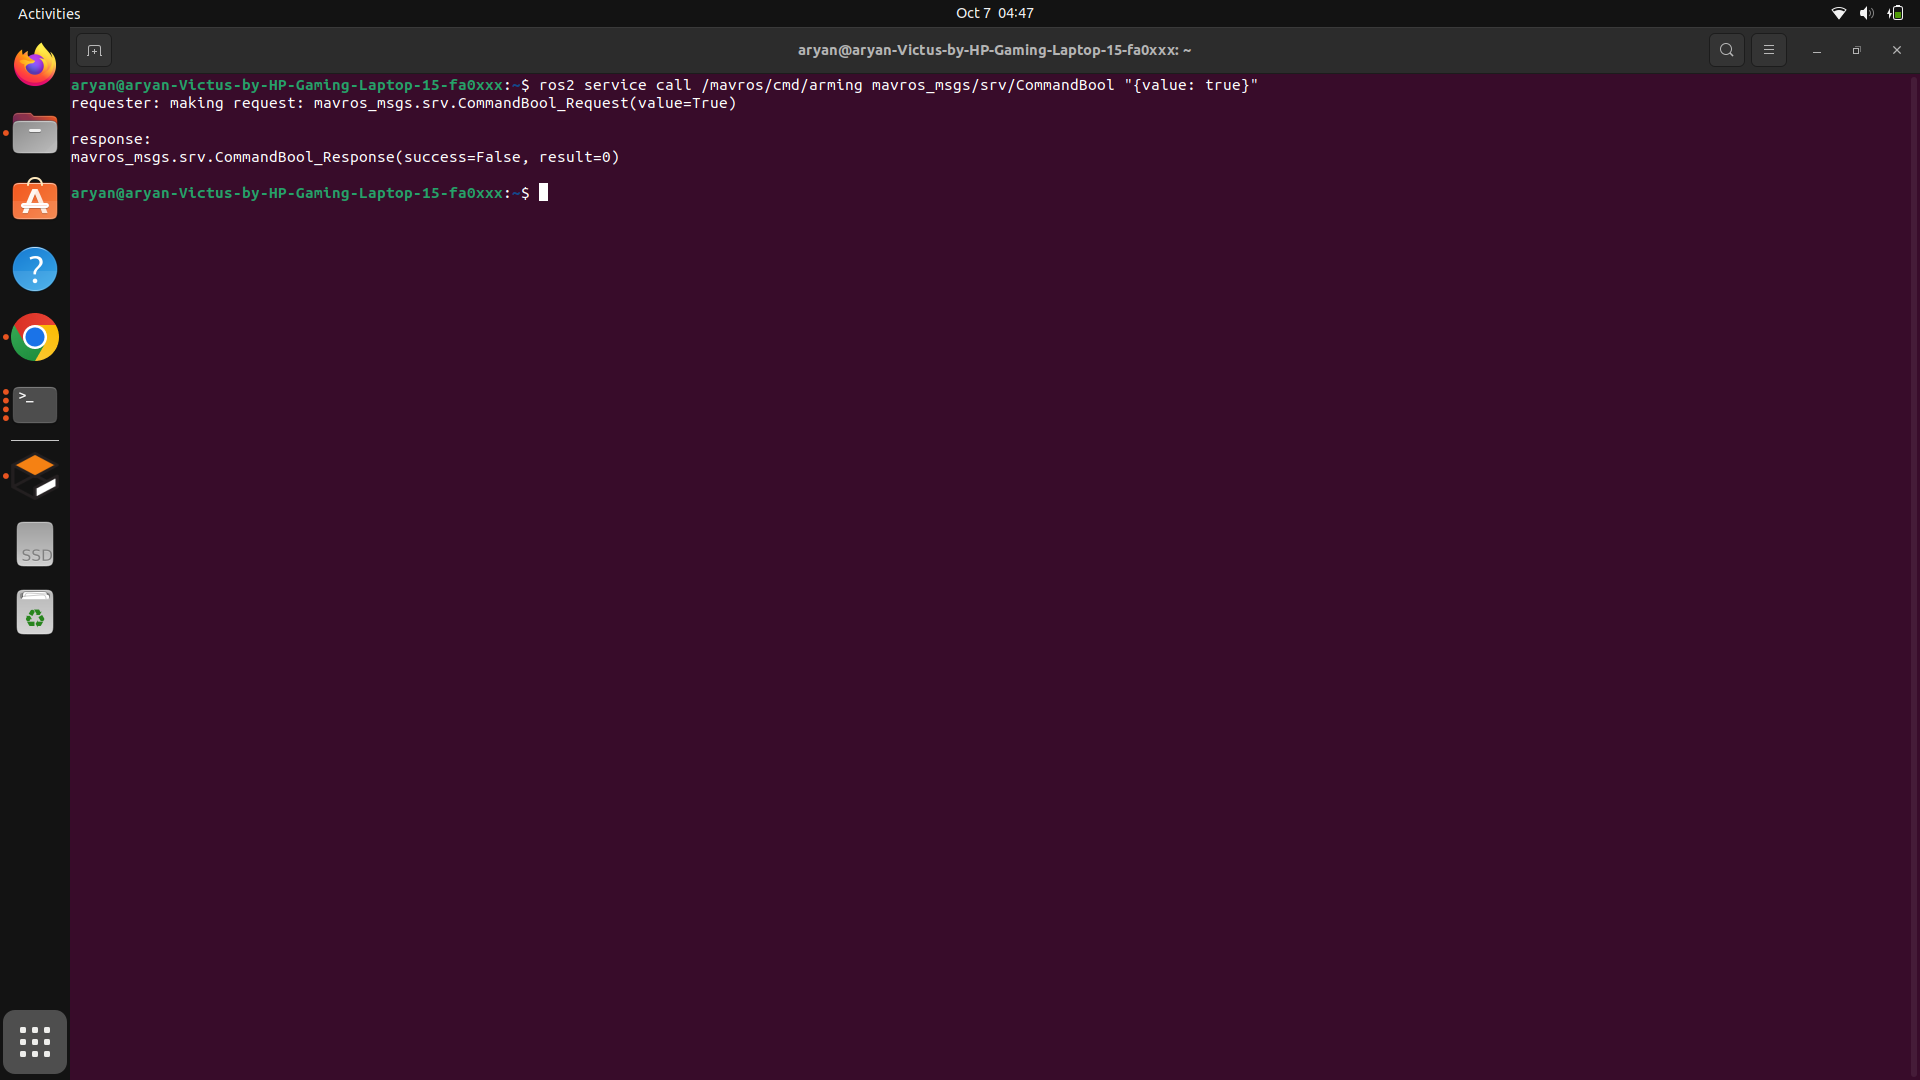 Activities
Oct 7 04:47
aryan@aryan-Victus-by-HP-Gaming-Laptop-15-fa0xxx: ~
aryan@aryan-Victus-by-HP-Gaming-Laptop-15-fa0xxx:~$ ros2 service call /mavros/cmd/arming mavros_msgs/srv/CommandBool "{value: true}"
requester: making request: mavros_msgs.srv.CommandBool_Request(value=True)
response:
mavros_msgs.srv.CommandBool_Response(success=False, result=0)
aryan@aryan-Victus-by-HP-Gaming-Laptop-15-fa0xxx:~$
SSD